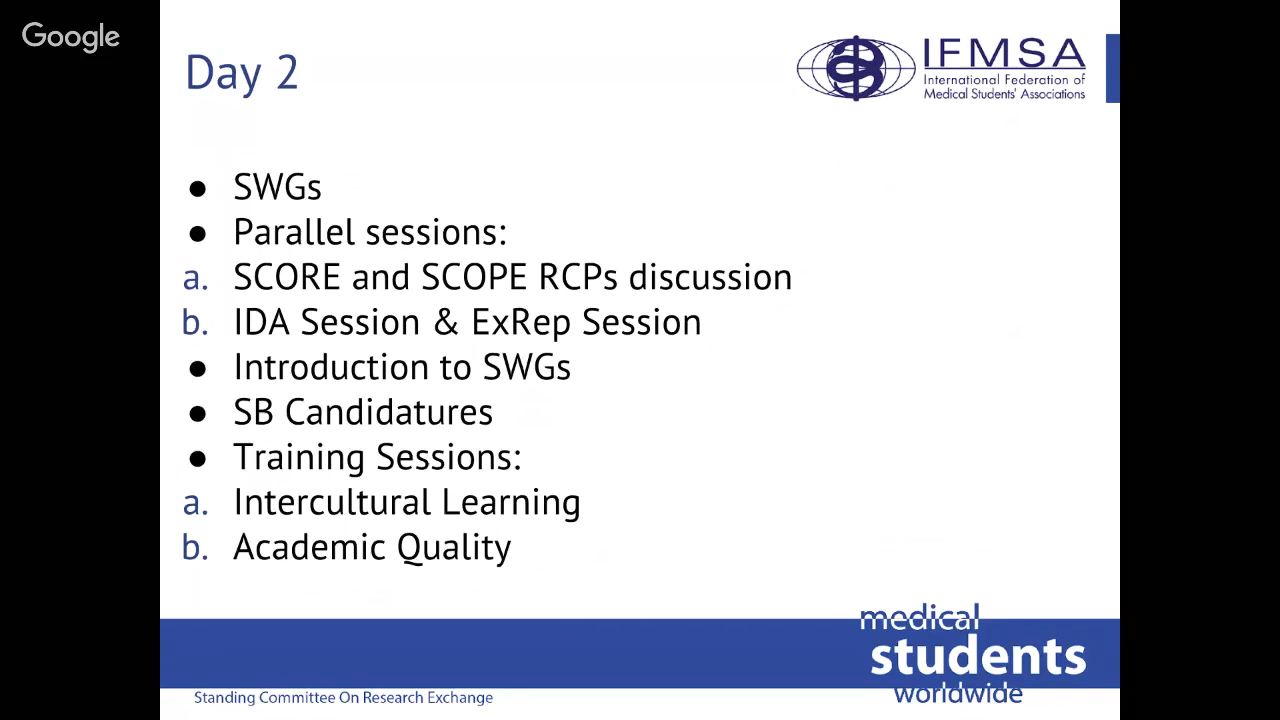 Google
Day 2
IFMSA
International Federation of
Medical Students' Associations
● SWGs
● Parallel sessions:
a. SCORE and SCOPE RCPs discussion
b. IDA Session & ExRep Session
● Introduction to SWGs
● SB Candidatures
● Training Sessions:
a. Intercultural Learning
b. Academic Quality
medical
students
worldwide
Standing Committee On Research Exchange